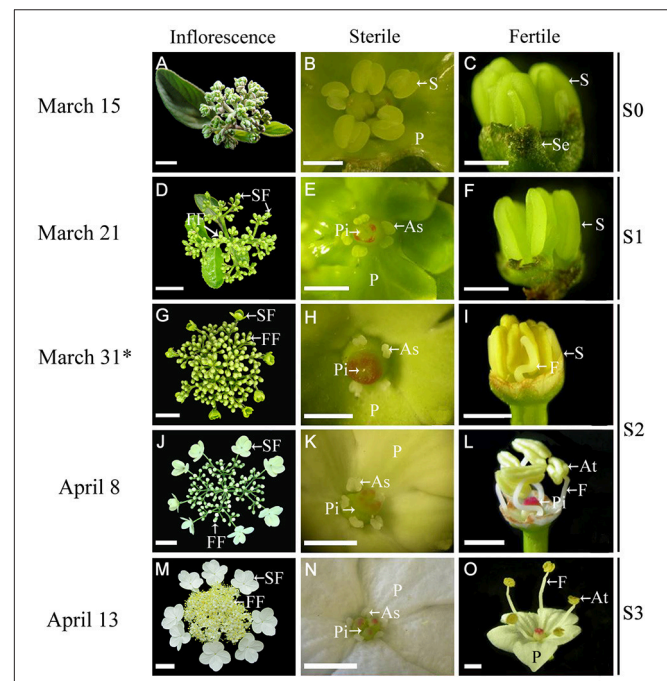 Inflorescence Sterile Fertile
March 15
A
B
←S
P
C
←S
←Se
S0
March 21
D
SF
FF
E
Pi→
←As
P
F
←S
S1
March 31*
G
←SF
←FF
H
←As
Pi→
P
I
←S
←F
S2
April 8
J
←SF
FF
K
P
←As
Pi→
L
←At
←F
Pi
April 13
M
←SF
←FF
N
P
←As
Pi→
O
←F
←At
P
S3